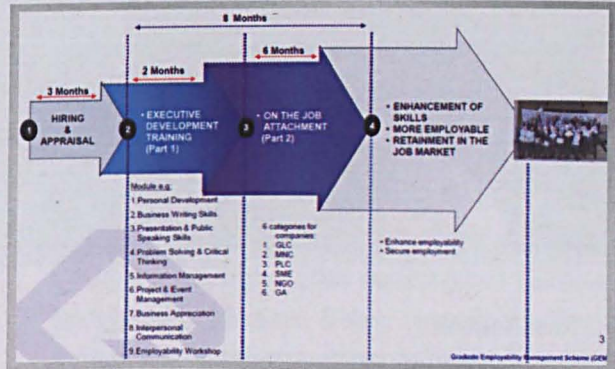 8 Months
6 Months
2 Months
3 Months
1
HIRING
&
APPRAISAL
2
• EXECUTIVE
DEVELOPMENT
TRAINING
(Part 1)
3
• ON THE JOB
ATTACHMENT
(Part 2)
4
• ENHANCEMENT OF
SKILLS
• MORE EMPLOYABLE
• RETAINMENT IN THE
JOB MARKET
Module e.g:
1.Personal Development
2.Business Writing Skills
3.Presentation & Public
Speaking Skills
4.Problem Solving & Critical
Thinking
5.Information Management
6.Project & Event
Management
7.Business Appreciation
8.Interpersonal
Communication
9.Employability Workshop
6 categories for
companies:
1. GLC
2. MNC
3. PLC
4. SME
5. NGO
6. GA
• Enhance employability
• Secure employment
3
Graduate Employability Management Scheme (GEM